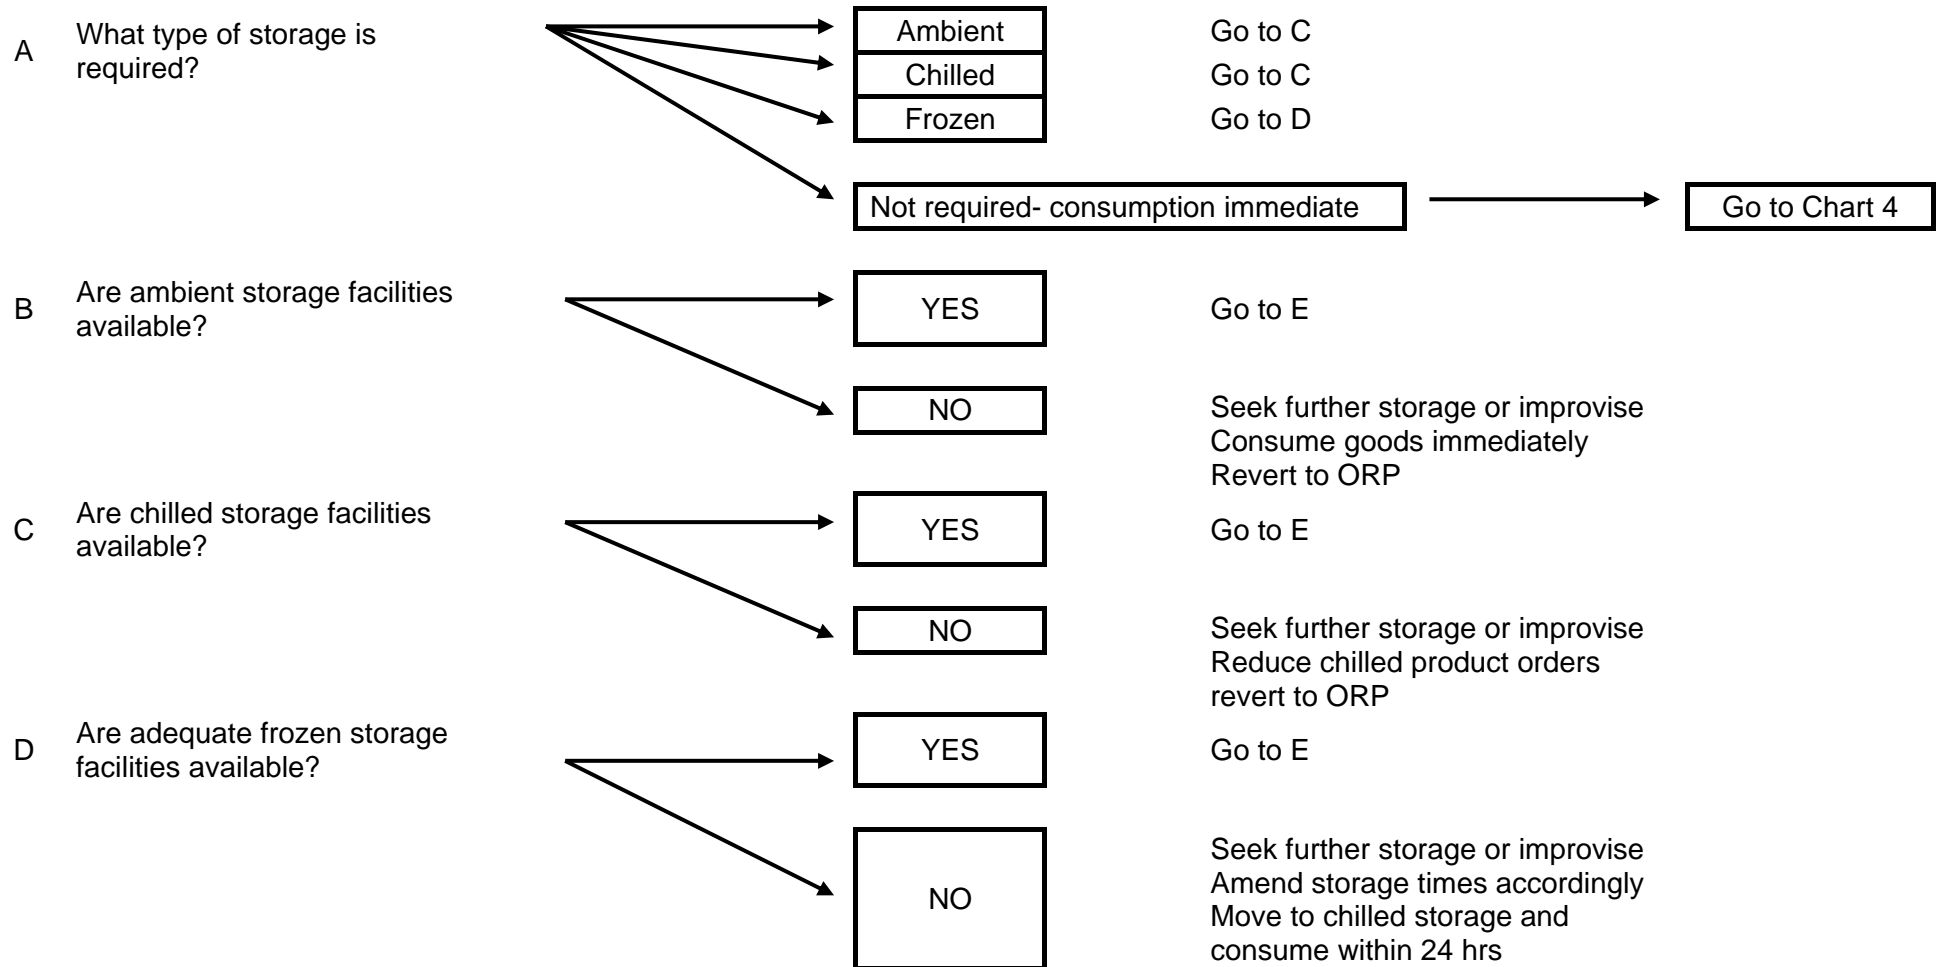 A
What type of storage is
required?
Ambient
Go to C
Chilled
Go to C
Frozen
Go to D
Not required- consumption immediate
Go to Chart 4
B
Are ambient storage facilities
available?
YES
Go to E
NO
Seek further storage or improvise
Consume goods immediately
Revert to ORP
C
Are chilled storage facilities
available?
YES
Go to E
NO
Seek further storage or improvise
Reduce chilled product orders
revert to ORP
D
Are adequate frozen storage
facilities available?
YES
Go to E
NO
Seek further storage or improvise
Amend storage times accordingly
Move to chilled storage and
consume within 24 hrs